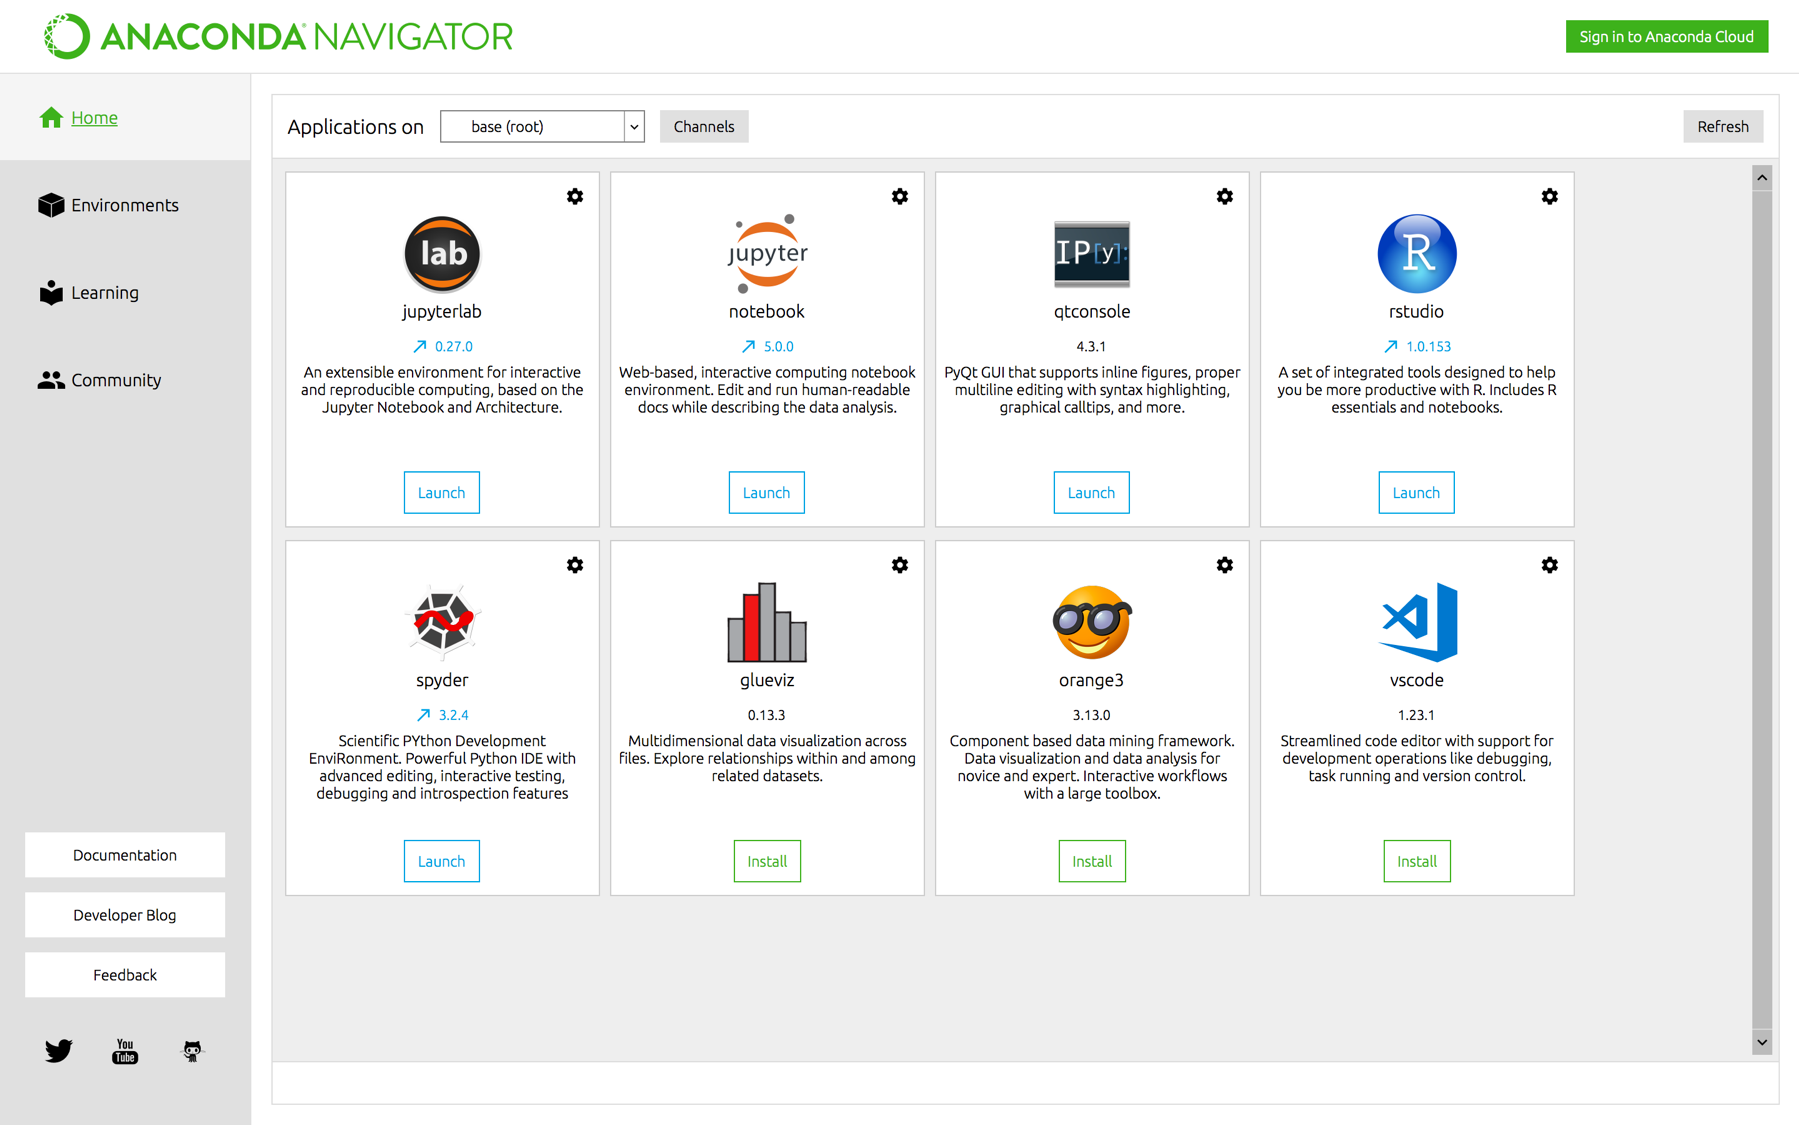 ANACONDA NAVIGATOR
Sign in to Anaconda Cloud
Home
Environments
Learning
Community
Documentation
Developer Blog
Feedback
You
Tube
Applications on
base (root)
Channels
Refresh
lab
jupyterlab
0.27.0
An extensible environment for interactive
and reproducible computing, based on the
Jupyter Notebook and Architecture.
Launch
jupyter
notebook
5.0.0
Web-based, interactive computing notebook
environment. Edit and run human-readable
docs while describing the data analysis.
Launch
IP[y]:
qtconsole
4.3.1
PyQt GUI that supports inline figures, proper
multiline editing with syntax highlighting,
graphical calltips, and more.
Launch
R
rstudio
1.0.153
A set of integrated tools designed to help
you be more productive with R. Includes R
essentials and notebooks.
Launch
spyder
3.2.4
Scientific PYthon Development
EnviRonment. Powerful Python IDE with
advanced editing, interactive testing,
debugging and introspection features
Launch
glueviz
0.13.3
Multidimensional data visualization across
files. Explore relationships within and among
related datasets.
Install
orange3
3.13.0
Component based data mining framework.
Data visualization and data analysis for
novice and expert. Interactive workflows
with a large toolbox.
Install
vscode
1.23.1
Streamlined code editor with support for
development operations like debugging,
task running and version control.
Install